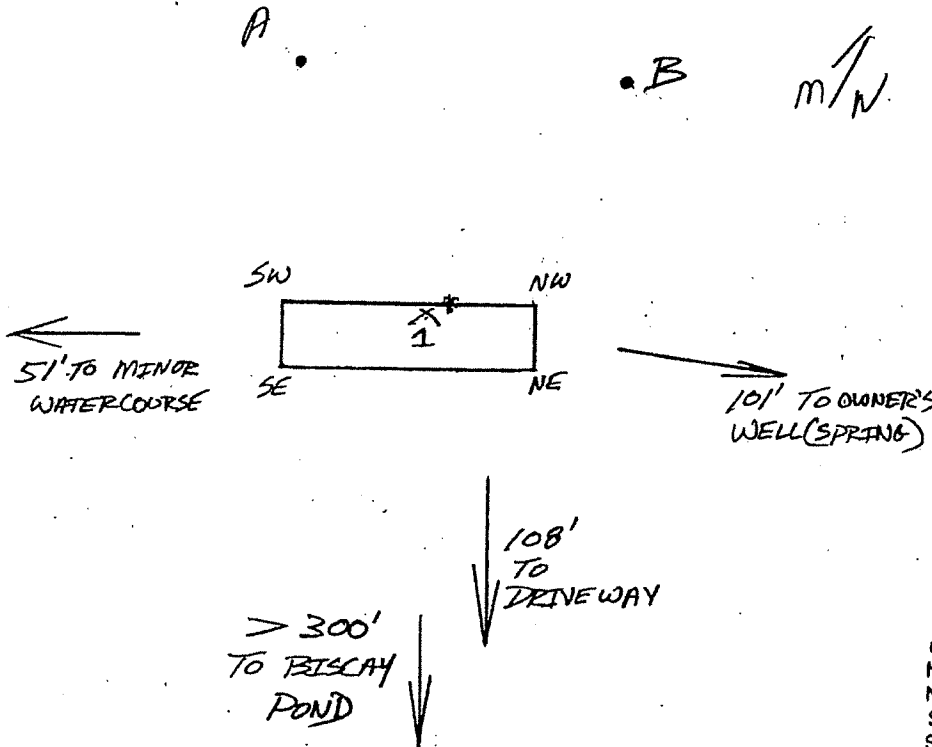 A
B
M/N
SW
NW
1
SE
NE
51' TO MINOR
WATERCOURSE
101' TO OWNER'S
WELL (SPRING)
108'
TO
DRIVEWAY
> 300'
TO BISCAY
POND